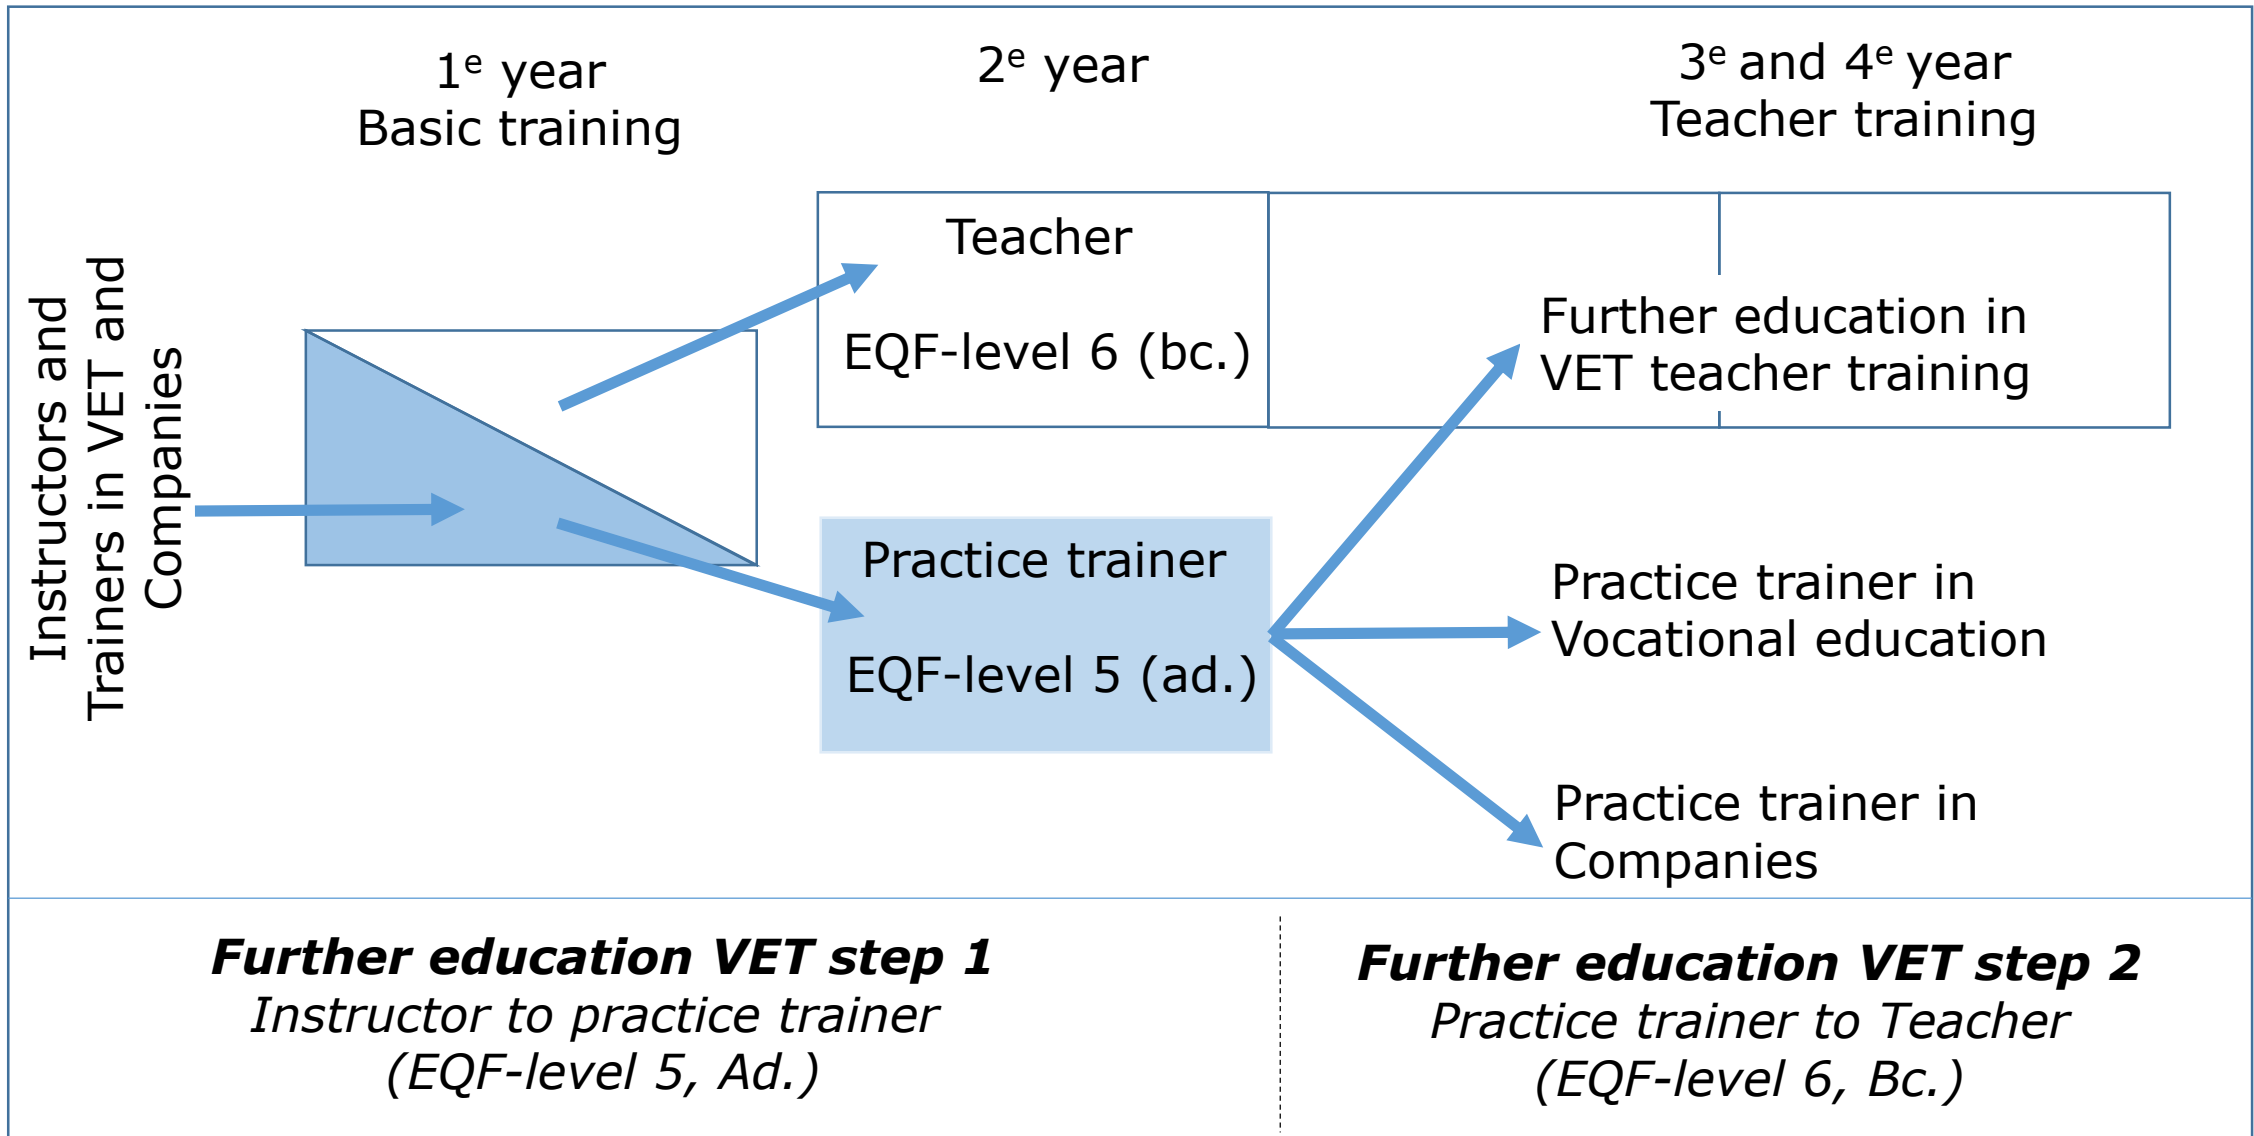 1e year
Basic training
2e year
3e and 4e year
Teacher training
Instructors and
Trainers in VET and
Companies
Teacher
EQF-level 6 (bc.)
Further education in
VET teacher training
Practice trainer
EQF-level 5 (ad.)
Practice trainer in
Vocational education
Practice trainer in
Companies
Further education VET step 1
Instructor to practice trainer
(EQF-level 5, Ad.)
Further education VET step 2
Practice trainer to Teacher
(EQF-level 6, Bc.)